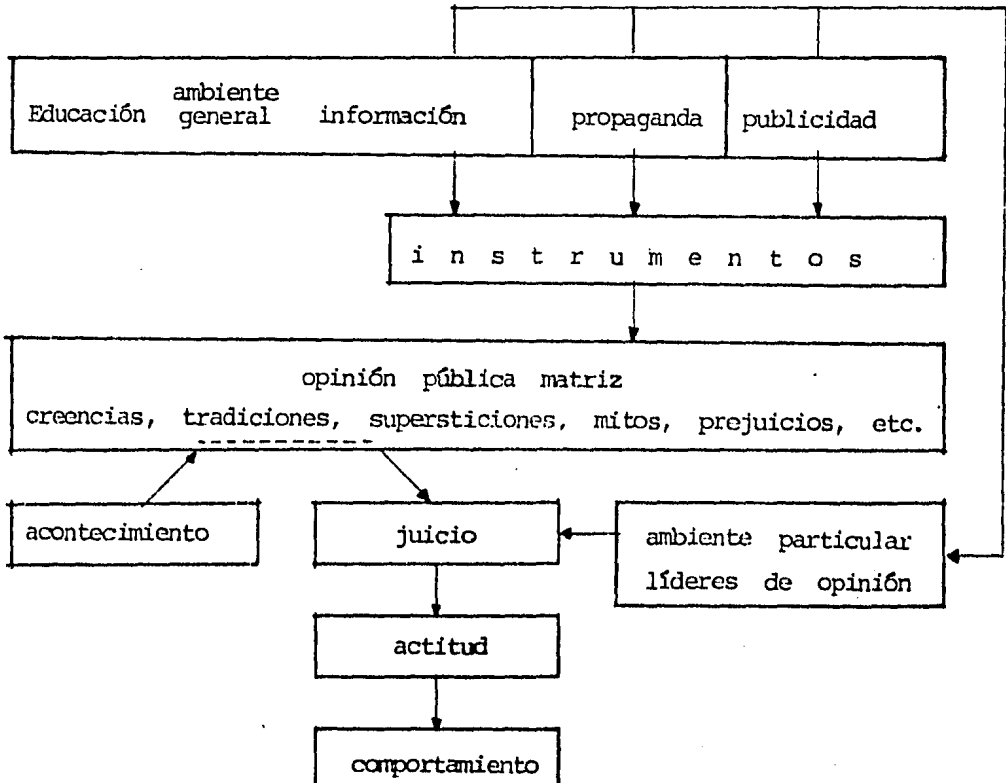 ambiente
Educación general información propaganda publicidad
i n s t r u m e n t o s
opinión pública matriz
creencias, tradiciones, supersticiones, mitos, prejuicios, etc.
acontecimiento
juicio
ambiente particular
líderes de opinión
actitud
comportamiento